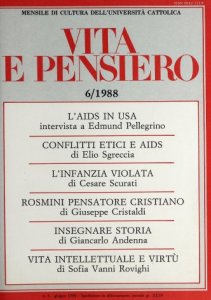 MENSILE DI CULTURA DELL'UNIVERSITÀ CATTOLICA
VITA
E PENSIERO
6/1988
L'AIDS IN USA
intervista a Edmund Pellegrino
CONFLITTI ETICI E AIDS
di Elio Sgreccia
L'INFANZIA VIOLATA
di Cesare Scurati
ROSMINI PENSATORE CRISTIANO
di Giuseppe Cristaldi
INSEGNARE STORIA
di Giancarlo Andenna
VITA INTELLETTUALE E VIRTÙ
di Sofia Vanni Rovighi